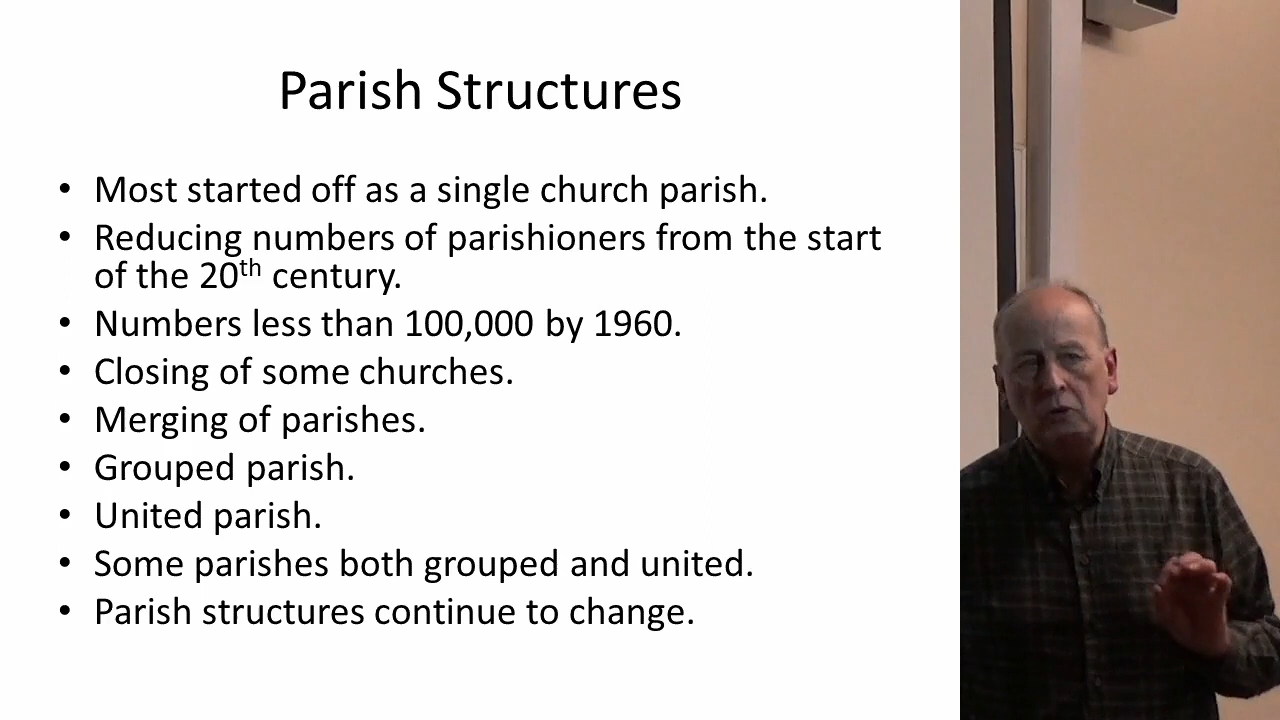 Parish Structures
• Most started off as a single church parish.
• Reducing numbers of parishioners from the start
of the 20th century.
• Numbers less than 100,000 by 1960.
• Closing of some churches.
• Merging of parishes.
• Grouped parish.
• United parish.
• Some parishes both grouped and united.
• Parish structures continue to change.